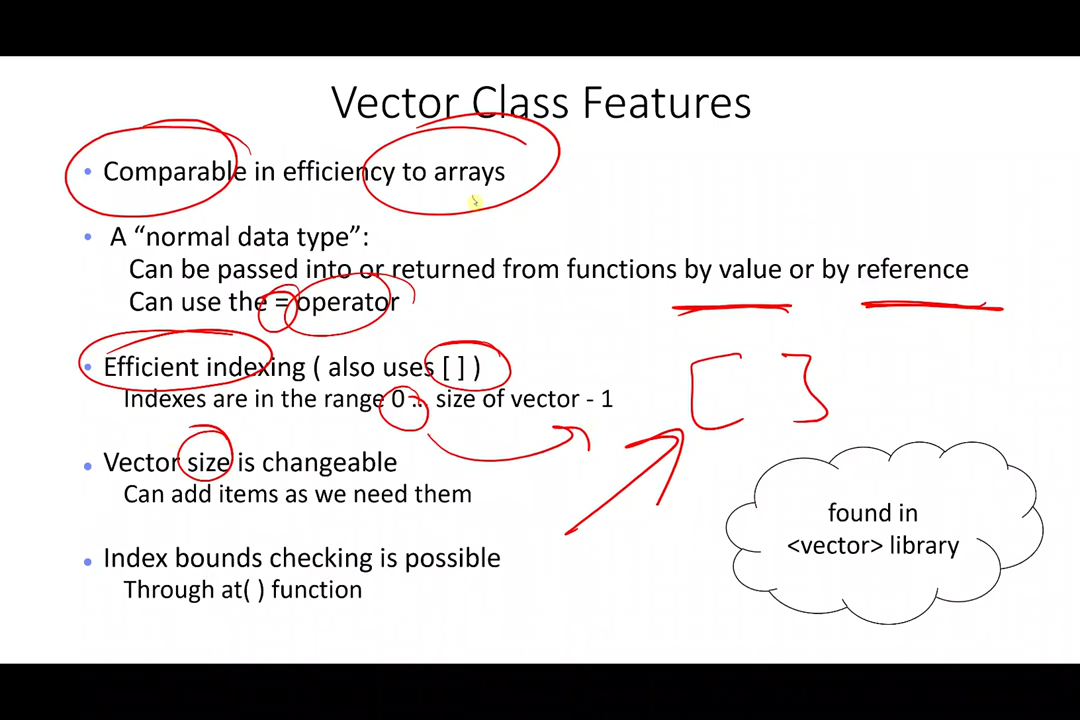 Vector Class Features
• Comparable in efficiency to arrays
• A “normal data type”:
Can be passed into or returned from functions by value or by reference
Can use the = operator
• Efficient indexing ( also uses [ ] )
Indexes are in the range 0 .. size of vector - 1
[ ]
• Vector size is changeable
Can add items as we need them
• Index bounds checking is possible
Through at( ) function
found in
<vector> library